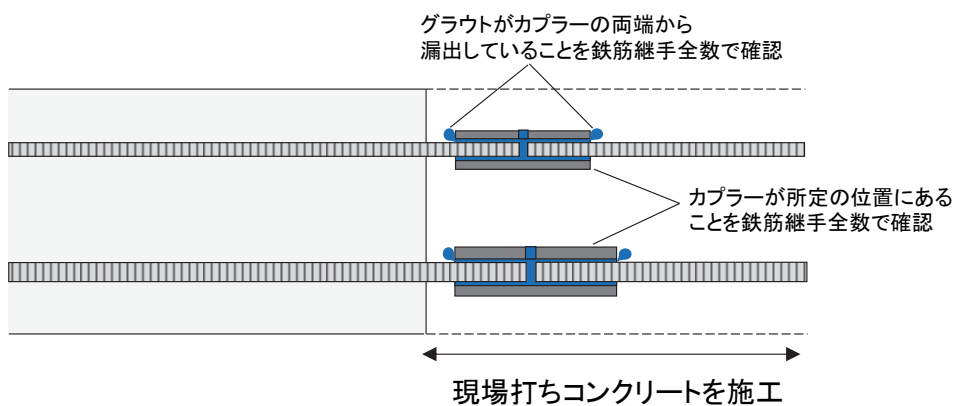 グラウトがカプラーの両端から
漏出していることを鉄筋継手全数で確認
カプラーが所定の位置にある
ことを鉄筋継手全数で確認
現場打ちコンクリートを施工